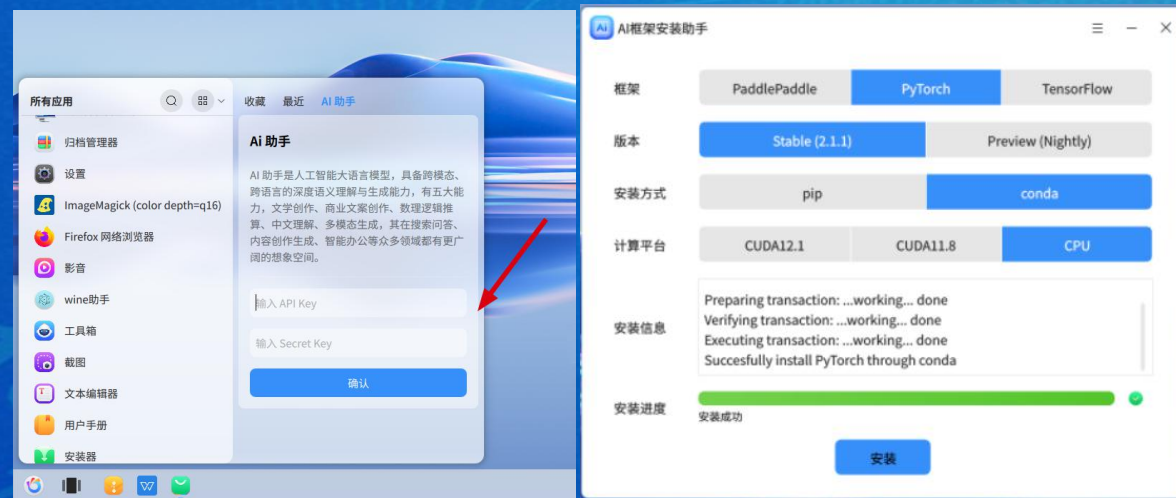 所有应用
归档管理器
设置
ImageMagick (color depth=q16)
Firefox 网络浏览器
影音
wine助手
工具箱
截图
文本编辑器
用户手册
安装器
收藏 最近 AI 助手
Ai 助手
AI 助手是人工智能大语言模型，具备跨模态、
跨语言的深度语义理解与生成能力，有五大能
力，文学创作、商业文案创作、数理逻辑推
算、中文理解、多模态生成，其在搜索问答、
内容创作生成、智能办公等众多领域都有更广
阔的想象空间。
输入 API Key
输入 Secret Key
确认
Ai AI框架安装助手
框架 PaddlePaddle PyTorch TensorFlow
版本 Stable (2.1.1) Preview (Nightly)
安装方式 pip conda
计算平台 CUDA12.1 CUDA11.8 CPU
安装信息
Preparing transaction: ...working... done
Verifying transaction: ...working... done
Executing transaction: ...working... done
Succesfully install PyTorch through conda
安装进度
安装成功
安装